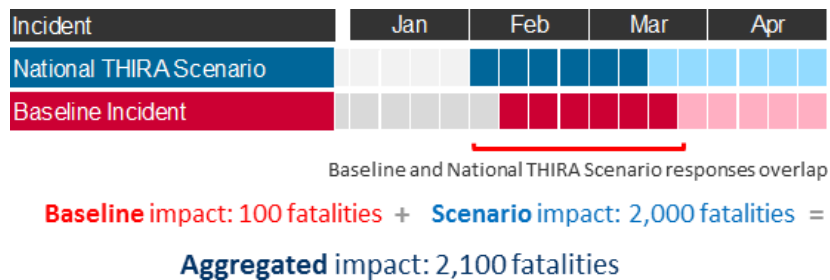 Incident Jan Feb Mar Apr
National THIRA Scenario
Baseline Incident
Baseline and National THIRA Scenario responses overlap
Baseline impact: 100 fatalities + Scenario impact: 2,000 fatalities =
Aggregated impact: 2,100 fatalities